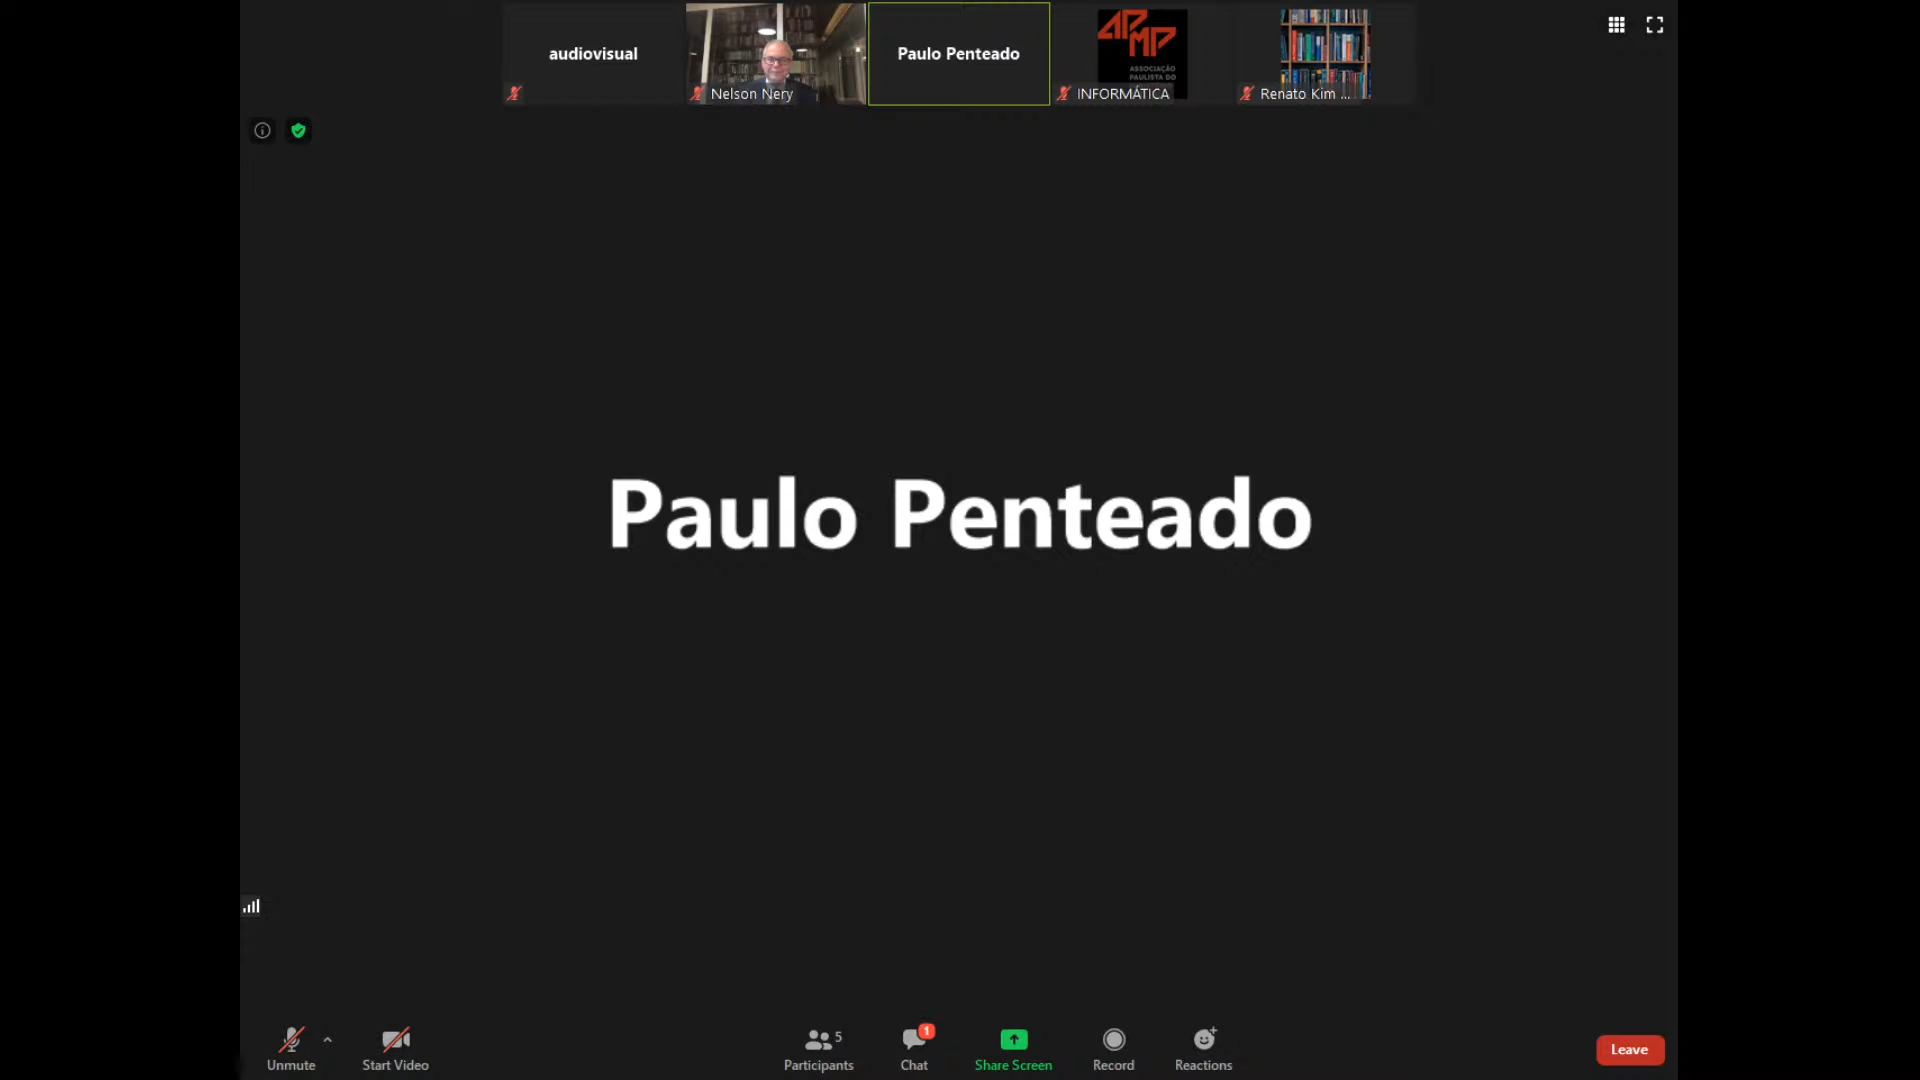 audiovisual
Nelson Nery
Paulo Penteado
APMP
ASSOCIAÇÃO
PAULISTA DO
INFORMÁTICA
Renato Kim ...
Paulo Penteado
Unmute
Start Video
5
Participants
1
Chat
Share Screen
Record
Reactions
Leave